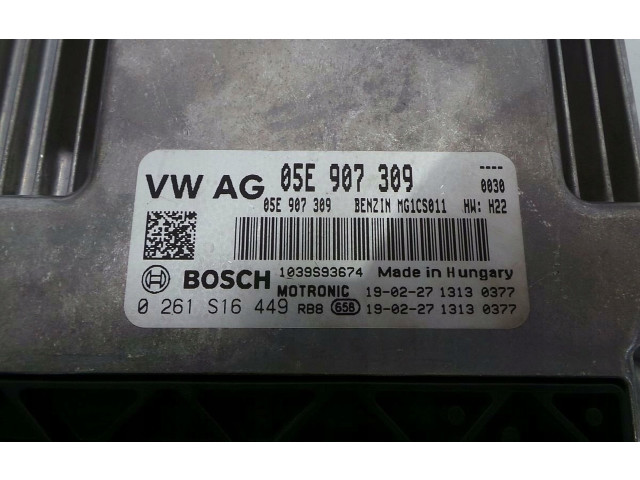 VW AG 05E 907 309 ----
0030
05E 907 309 BENZIN MG1CS011 HW: H22
BOSCH 1039S93674 Made in Hungary
MOTRONIC 19-02-27 1313 0377
0 261 S16 449 RB8 G5B 19-02-27 1313 0377